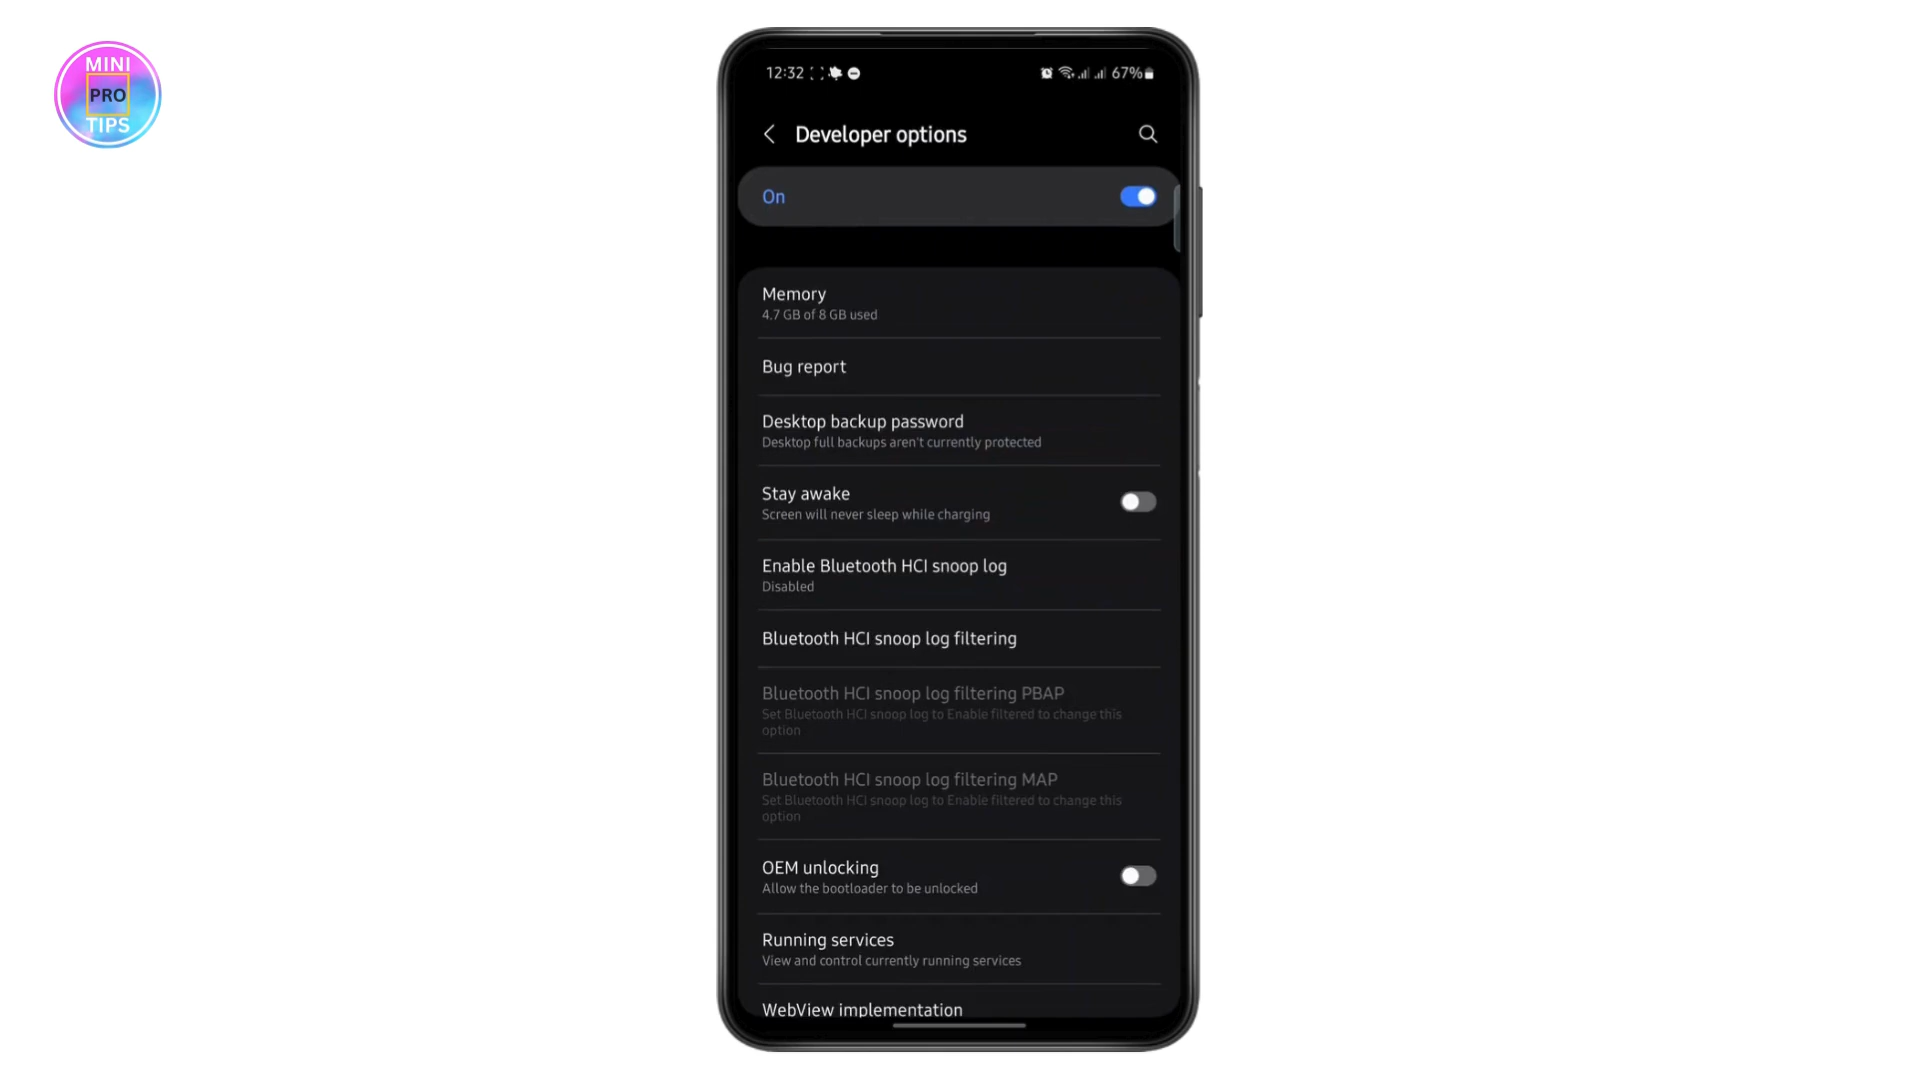 MINI
PRO
TIPS
12:32
67%
Developer options
On
Memory
4.7 GB of 8 GB used
Bug report
Desktop backup password
Desktop full backups aren't currently protected
Stay awake
Screen will never sleep while charging
Enable Bluetooth HCI snoop log
Disabled
Bluetooth HCI snoop log filtering
Bluetooth HCI snoop log filtering PBAP
Set Bluetooth HCI snoop log to Enable filtered to change this
option
Bluetooth HCI snoop log filtering MAP
Set Bluetooth HCI snoop log to Enable filtered to change this
option
OEM unlocking
Allow the bootloader to be unlocked
Running services
View and control currently running services
WebView implementation